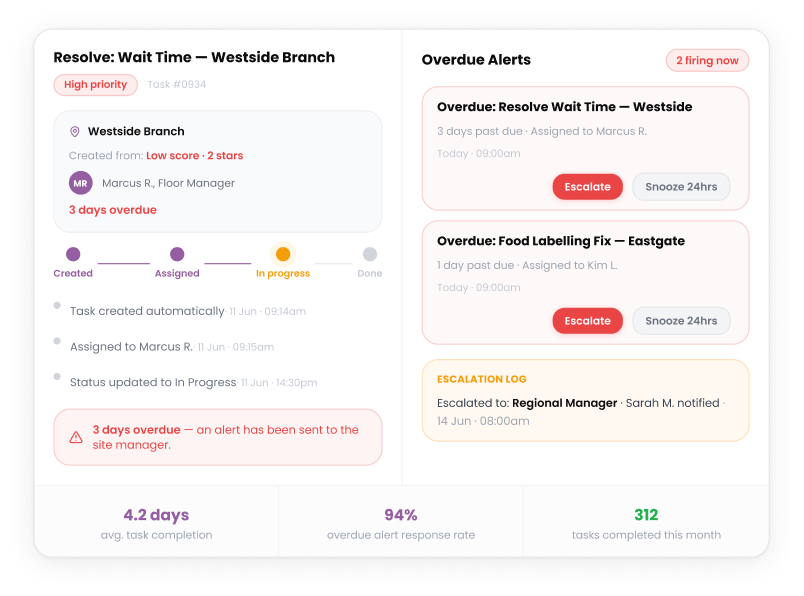 Resolve: Wait Time — Westside Branch
High priority
Task #0934
Westside Branch
Created from: Low score · 2 stars
MR
Marcus R., Floor Manager
3 days overdue
Created
Assigned
In progress
Done
Task created automatically· 11 Jun · 09:14am
Assigned to Marcus R.· 11 Jun · 09:15am
Status updated to In Progress· 11 Jun · 14:30pm
3 days overdue — an alert has been sent to the
site manager.
Overdue Alerts
2 firing now
Overdue: Resolve Wait Time — Westside
3 days past due · Assigned to Marcus R.
Today · 09:00am
Escalate
Snooze 24hrs
Overdue: Food Labelling Fix — Eastgate
1 day past due · Assigned to Kim L.
Today · 09:00am
Escalate
Snooze 24hrs
ESCALATION LOG
Escalated to: Regional Manager · Sarah M. notified ·
14 Jun · 08:00am
4.2 days
avg. task completion
94%
overdue alert response rate
312
tasks completed this month